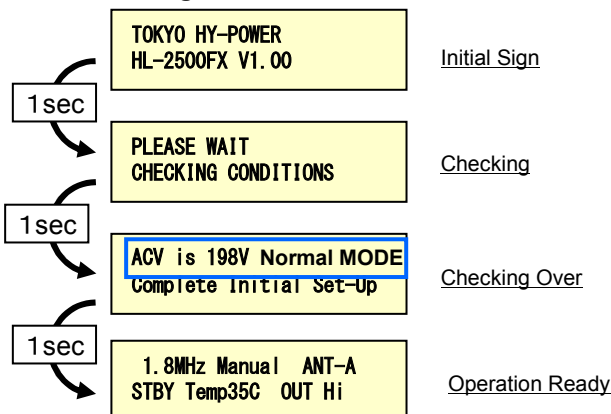 TOKYO HY-POWER
HL-2500FX V1.00
Initial Sign
1sec
PLEASE WAIT
CHECKING CONDITIONS
Checking
1sec
ACV is 198V Normal MODE
Complete Initial Set-Up
Checking Over
1sec
1.8MHz Manual ANT-A
STBY Temp35C OUT Hi
Operation Ready